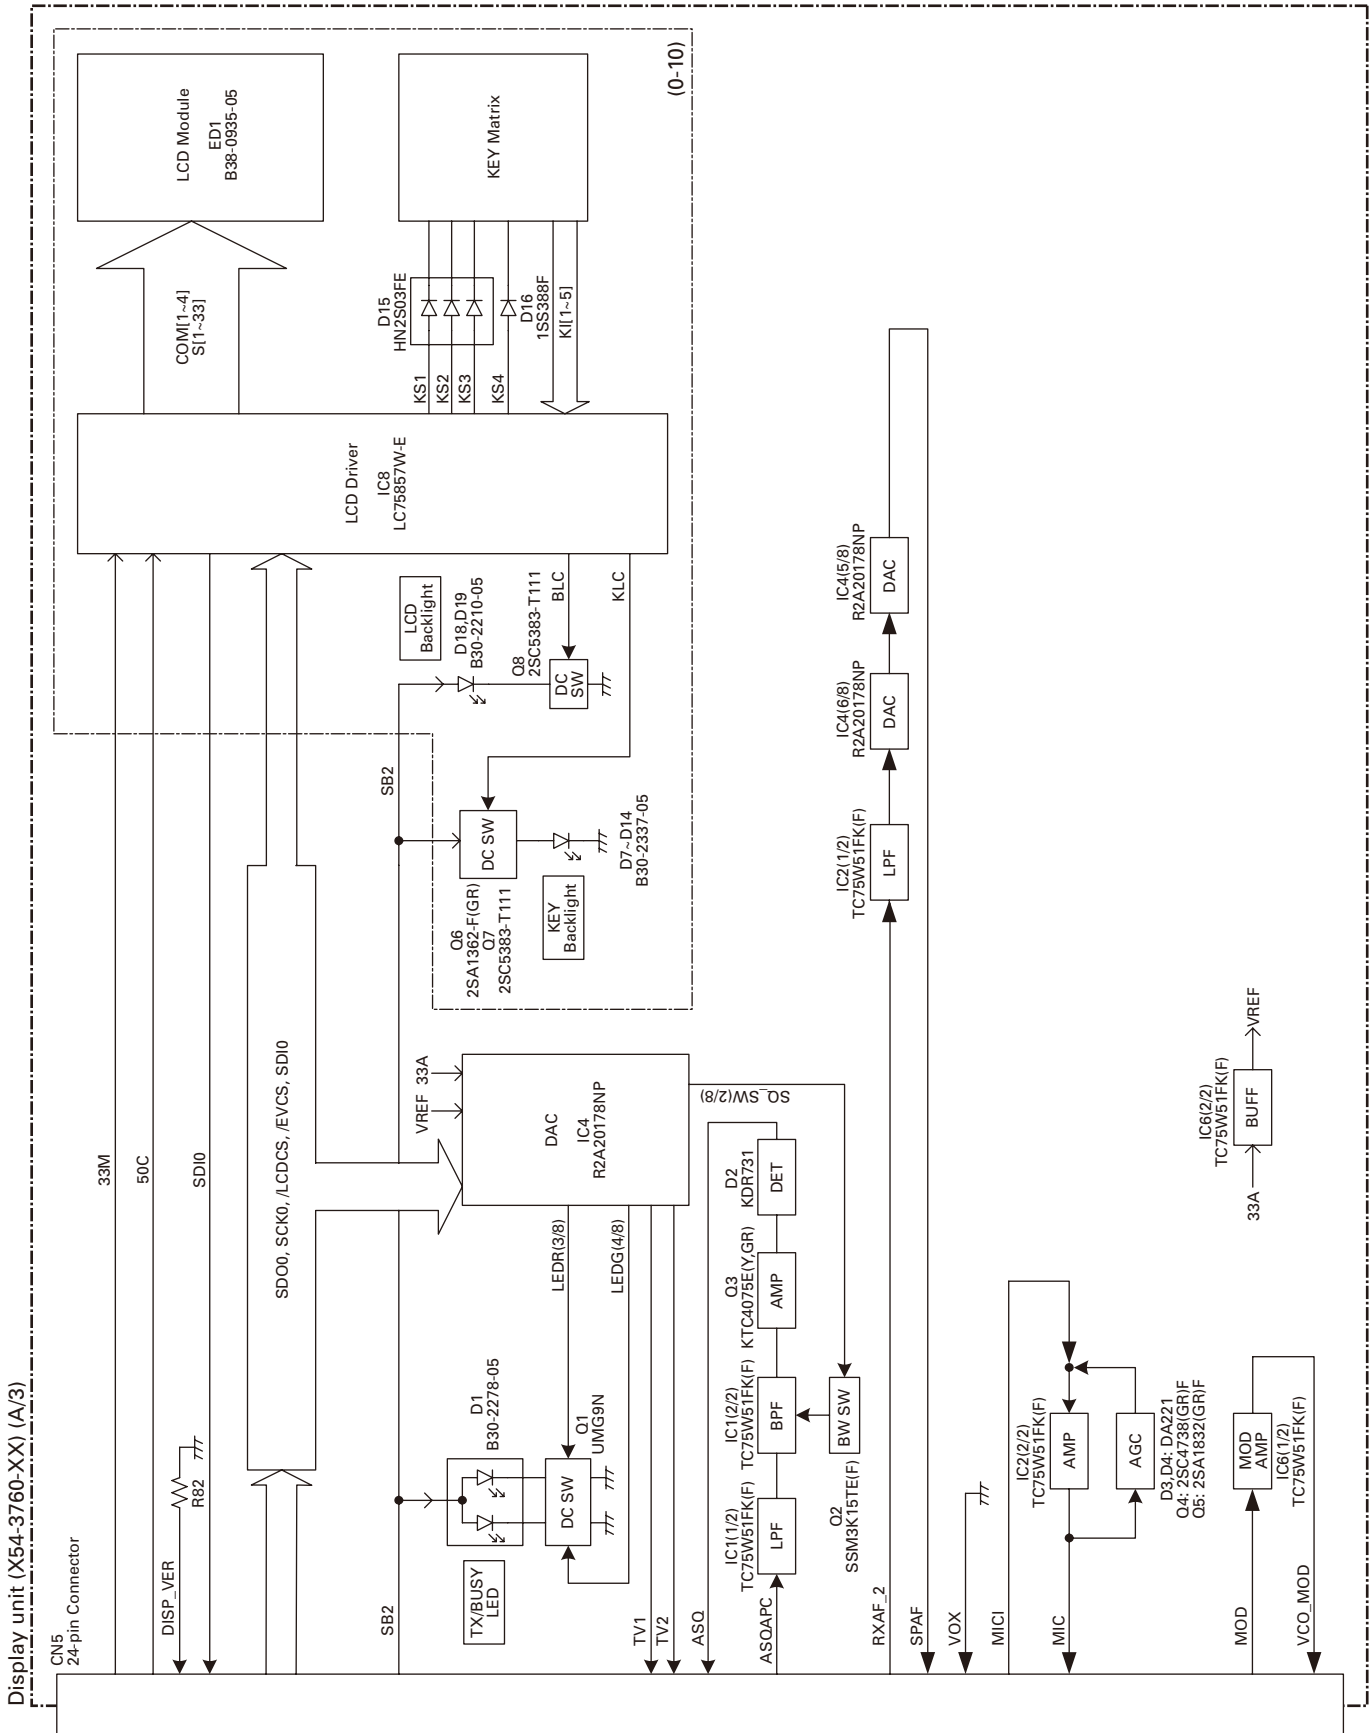 Display unit (X54-3760-XX) (A/3)
CN5
24-pin Connector
33M
50C
DISP_VER
R82
SDI0
SDO0, SCK0, /LCDCS, /EVCS, SDI0
LCD Driver
IC8
LC75857W-E
COM[1~4]
S[1~33]
LCD Module
ED1
B38-0935-05
KS1
KS2
KS3
KS4
D15
HN2S03FE
D16
1SS388F
KI[1~5]
KEY Matrix
(0-10)
SB2
SB2
LCD
Backlight
D18,D19
B30-2210-05
Q8
2SC5383-T111
DC
SW
BLC
KLC
DC SW
Q6
2SA1362-F(GR)
Q7
2SC5383-T111
KEY
Backlight
D7~D14
B30-2337-05
TX/BUSY
LED
D1
B30-2278-05
Q1
UMG9N
DC SW
LEDR(3/8)
LEDG(4/8)
VREF
33A
DAC
IC4
R2A20178NP
SQ_SW(2/8)
TV1
TV2
ASQ
ASQAPC
IC1(1/2)
TC75W51FK(F)
LPF
IC1(2/2)
TC75W51FK(F)
BPF
Q3
KTC4075E(Y,GR)
AMP
D2
KDR731
DET
BW SW
Q2
SSM3K15TE(F)
RXAF_2
IC2(1/2)
TC75W51FK(F)
LPF
IC4(6/8)
R2A20178NP
DAC
IC4(5/8)
R2A20178NP
DAC
SPAF
VOX
MICI
MIC
IC2(2/2)
TC75W51FK(F)
AMP
AGC
D3,D4: DA221
Q4: 2SC4738(GR)F
Q5: 2SA1832(GR)F
MOD
MOD
AMP
IC6(1/2)
TC75W51FK(F)
VCO_MOD
33A
IC6(2/2)
TC75W51FK(F)
BUFF
VREF